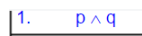 1. p ∧ q